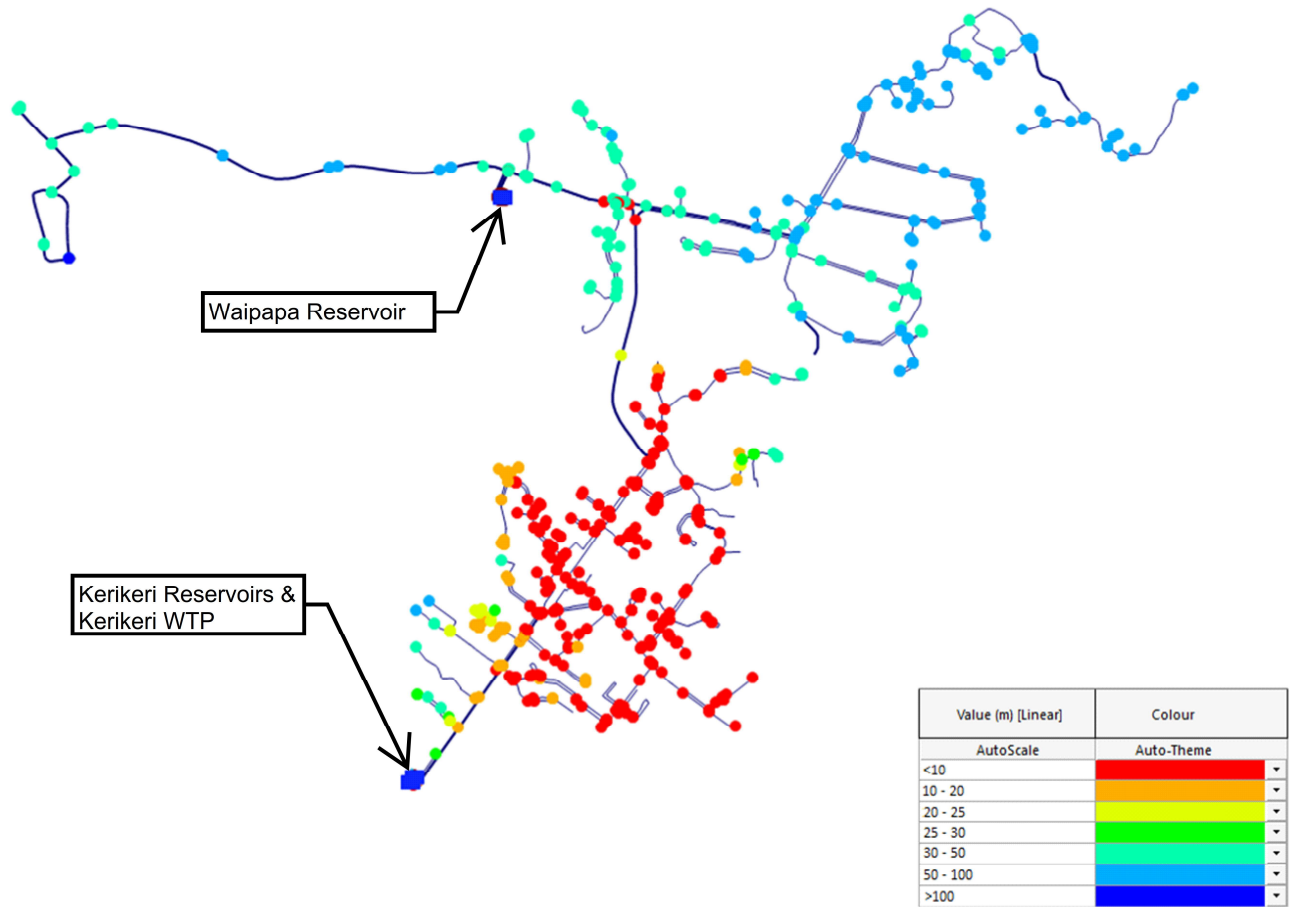 Waipapa Reservoir
Kerikeri Reservoirs &
Kerikeri WTP
Value (m) [Linear] Colour
AutoScale Auto-Theme
<10
10 - 20
20 - 25
25 - 30
30 - 50
50 - 100
>100